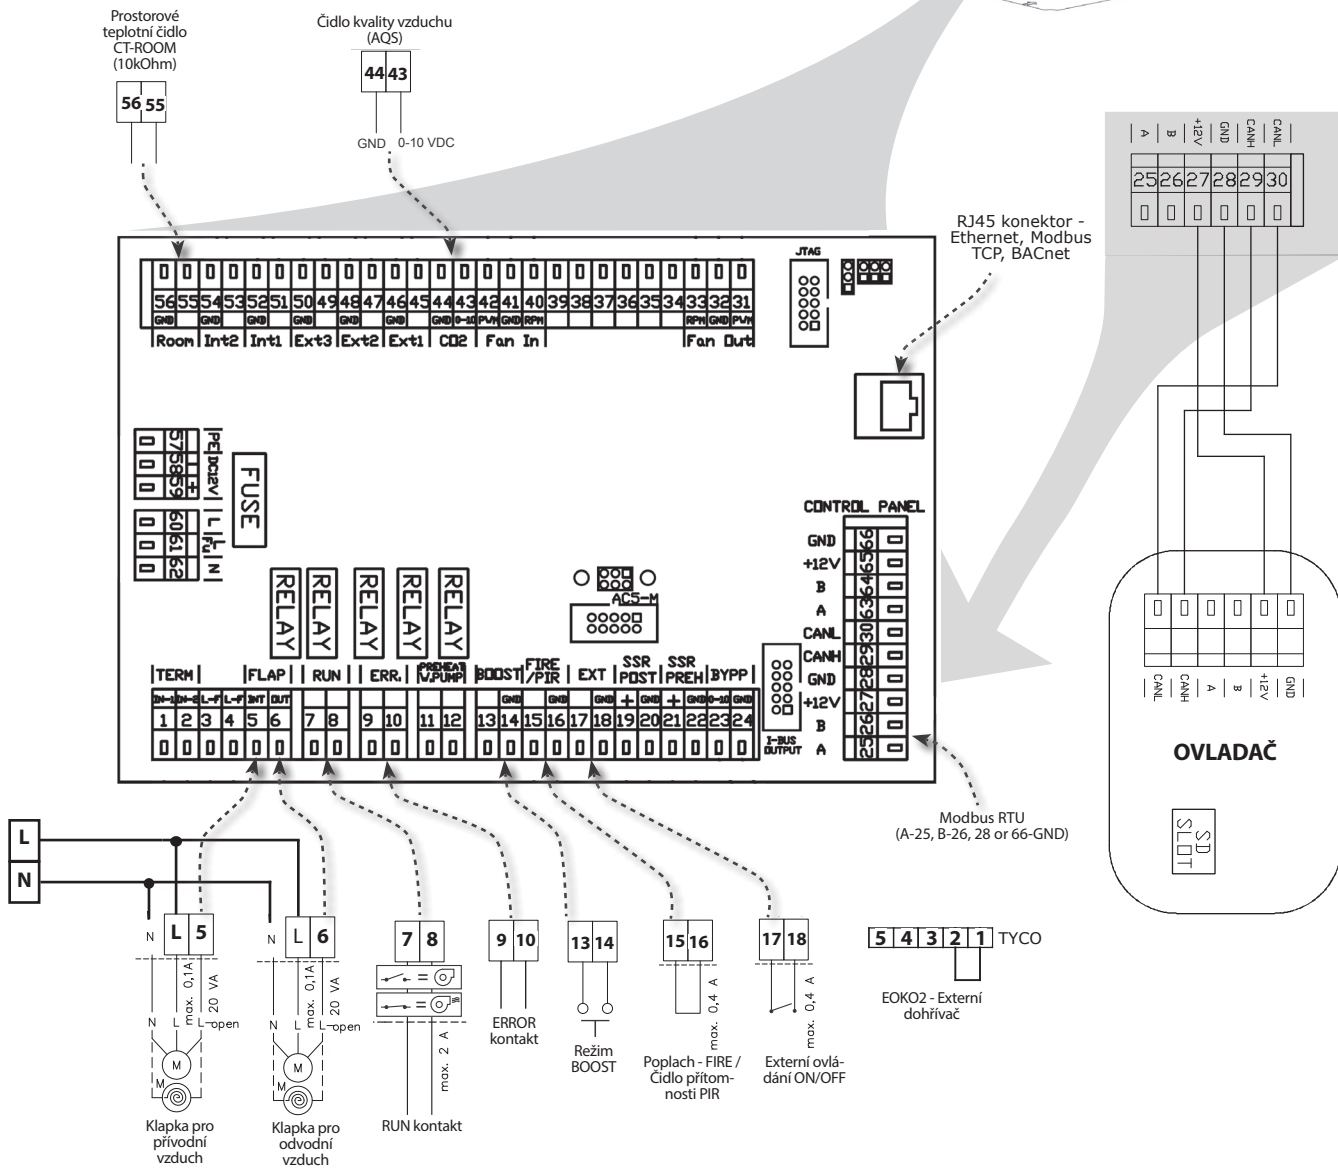 Prostorové
teplotní čidlo
CT-ROOM
(10kOhm)
56 55
Čidlo kvality vzduchu
(AQS)
44 43
GND 0-10 VDC
A B +12V GND CANH CANL
25 26 27 28 29 30
RJ45 konektor -
Ethernet, Modbus
TCP, BACnet
JTAG
56 55 54 53 52 51 50 49 48 47 46 45 44 43 42 41 40 39 38 37 36 35 34 33 32 31
GND GND GND GND GND GND GND 0-10 PWM GND RPM RPM GND PWM
Room Int2 Int1 Ext3 Ext2 Ext1 CO2 Fan In Fan Out
57 58 59
PE DC12V - +
FUSE
60 61 62
L Fu L N
RELAY RELAY RELAY RELAY RELAY
AC5-M
CONTROL PANEL
GND 66
+12V 65
B 64
A 63
CANL 30
CANH 29
GND 28
+12V 27
B 26
A 25
I-BUS
OUTPUT
TERM FLAP RUN ERR. PREHEAT W.PUMP BOOST FIRE /PIR EXT SSR POST SSR PREH BYPP
IN-1 IN-2 L-F L-F INT OUT GND GND GND + GND + GND 0-10 GND
1 2 3 4 5 6 7 8 9 10 11 12 13 14 15 16 17 18 19 20 21 22 23 24
CANL CANH A B +12V GND
OVLADAČ
SD
SLOT
Modbus RTU
(A-25, B-26, 28 or 66-GND)
L
N
N L 5
max. 0,1A
20 VA
N L L-open
M
M
Klapka pro
přívodní
vzduch
N L 6
max. 0,1A
20 VA
N L L-open
M
M
Klapka pro
odvodní
vzduch
7 8
=
=
max. 2 A
RUN kontakt
9 10
ERROR
kontakt
13 14
Režim
BOOST
15 16
max. 0,4 A
Poplach - FIRE /
Čidlo přítom-
nosti PIR
17 18
max. 0,4 A
Externí ovlá-
dání ON/OFF
5 4 3 2 1 TYCO
EOKO2 - Externí
dohřívač